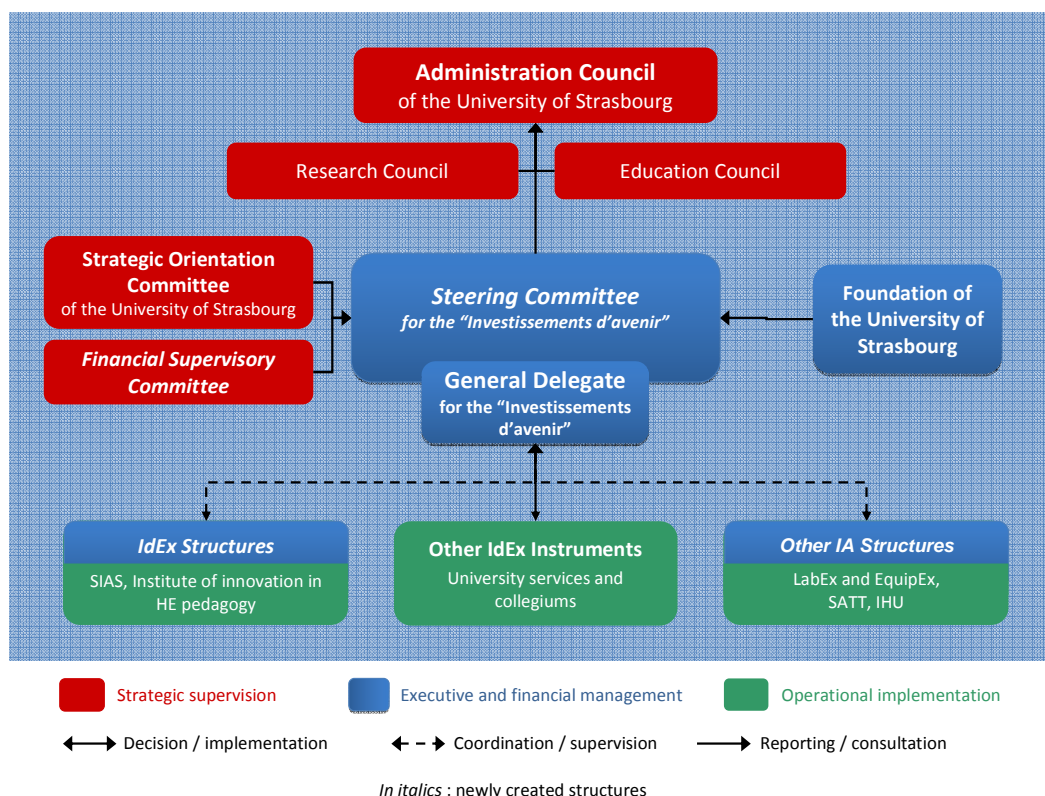 Administration Council
of the University of Strasbourg
Research Council
Education Council
Strategic Orientation
Committee
of the University of Strasbourg
Financial Supervisory
Committee
Steering Committee
for the “Investissements d’avenir”
Foundation of
the University of
Strasbourg
General Delegate
for the “Investissements
d’avenir”
IdEx Structures
SIAS, Institute of innovation in
HE pedagogy
Other IdEx Instruments
University services and
collegiums
Other IA Structures
LabEx and EquipEx,
SATT, IHU
Strategic supervision
Executive and financial management
Operational implementation
Decision / implementation
Coordination / supervision
Reporting / consultation
In italics : newly created structures